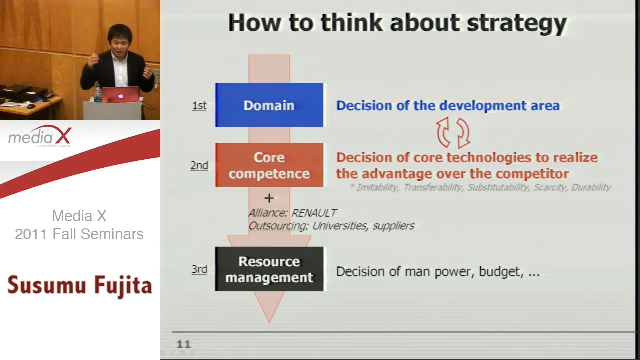 How to think about strategy
1st
Domain
Decision of the development area
2nd
Core
competence
Decision of core technologies to realize
the advantage over the competitor
* Imitability, Transferability, Substitutability, Scarcity, Durability
+
Alliance: RENAULT
Outsourcing: Universities, suppliers
3rd
Resource
management
Decision of man power, budget, ...
11
media X
Media X
2011 Fall Seminars
Susumu Fujita